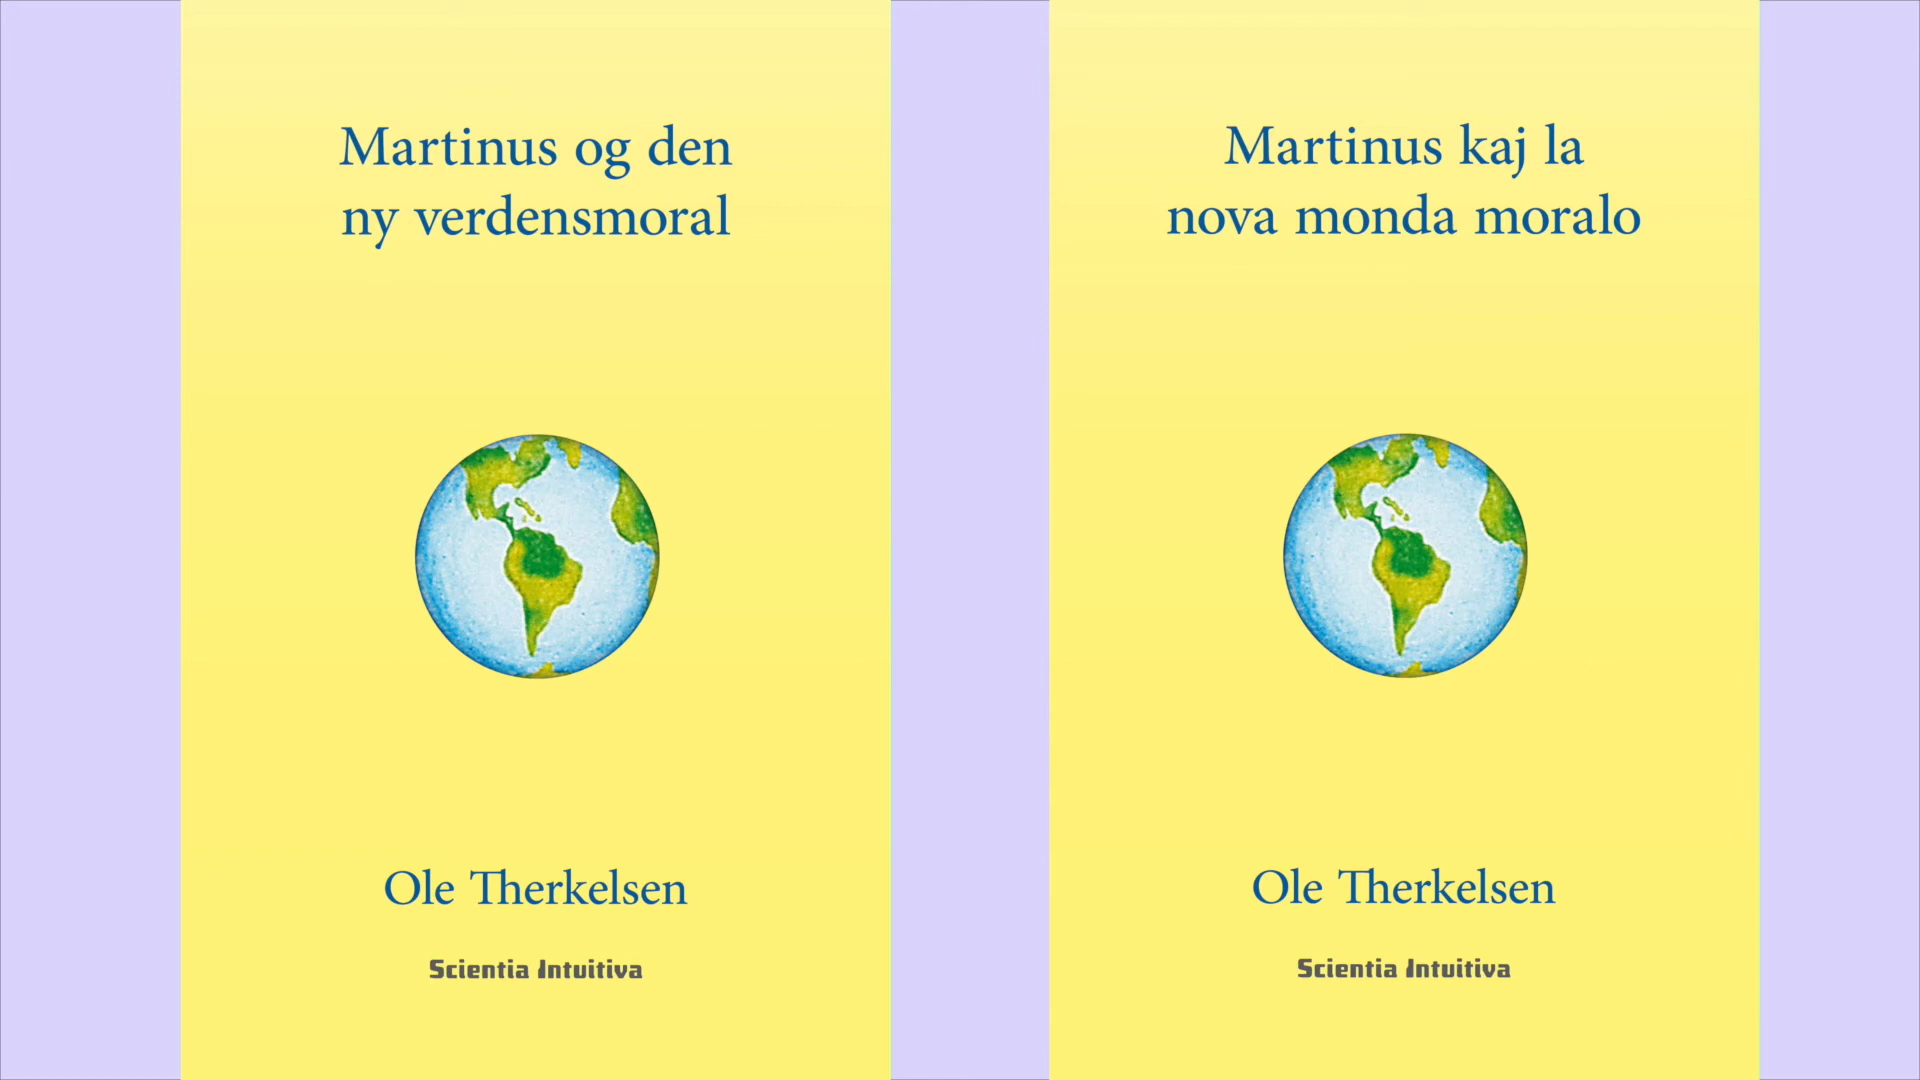 Martinus og den
ny verdensmoral
Ole Therkelsen
Scientia Intuitiva
Martinus kaj la
nova monda moralo
Ole Therkelsen
Scientia Intuitiva